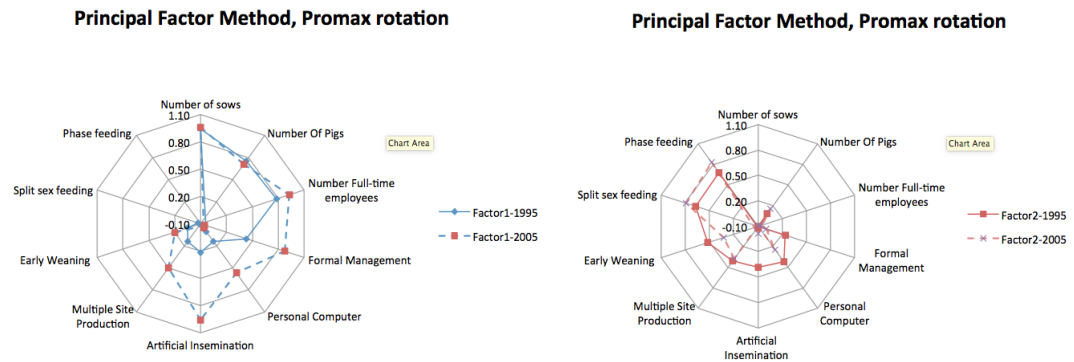 Principal Factor Method, Promax rotation
Number of sows
1.10
0.80
0.50
0.20
-0.10
Number Of Pigs
Number Full-time
employees
Formal Management
Personal Computer
Artificial Insemination
Multiple Site
Production
Early Weaning
Split sex feeding
Phase feeding
Chart Area
Factor1-1995
Factor1-2005
Principal Factor Method, Promax rotation
Number of sows
1.10
0.80
0.50
0.20
-0.10
Number Of Pigs
Number Full-time
employees
Formal
Management
Personal
Computer
Artificial
Insemination
Multiple Site
Production
Early Weaning
Split sex feeding
Phase feeding
Chart Area
Factor2-1995
Factor2-2005